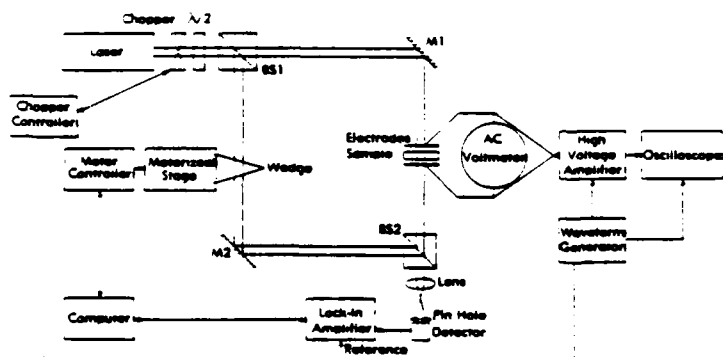 Chopper λ/2
M1
Laser
BS1
Chopper
Controller
Electrodes
Sample
AC
Voltmeter
High
Voltage
Amplifier
Oscilloscope
Motor
Controller
Motorized
Stage
Wedge
Waveform
Generator
BS2
M2
Lens
Computer
Lock-In
Amplifier
Pin Hole
Detector
Reference